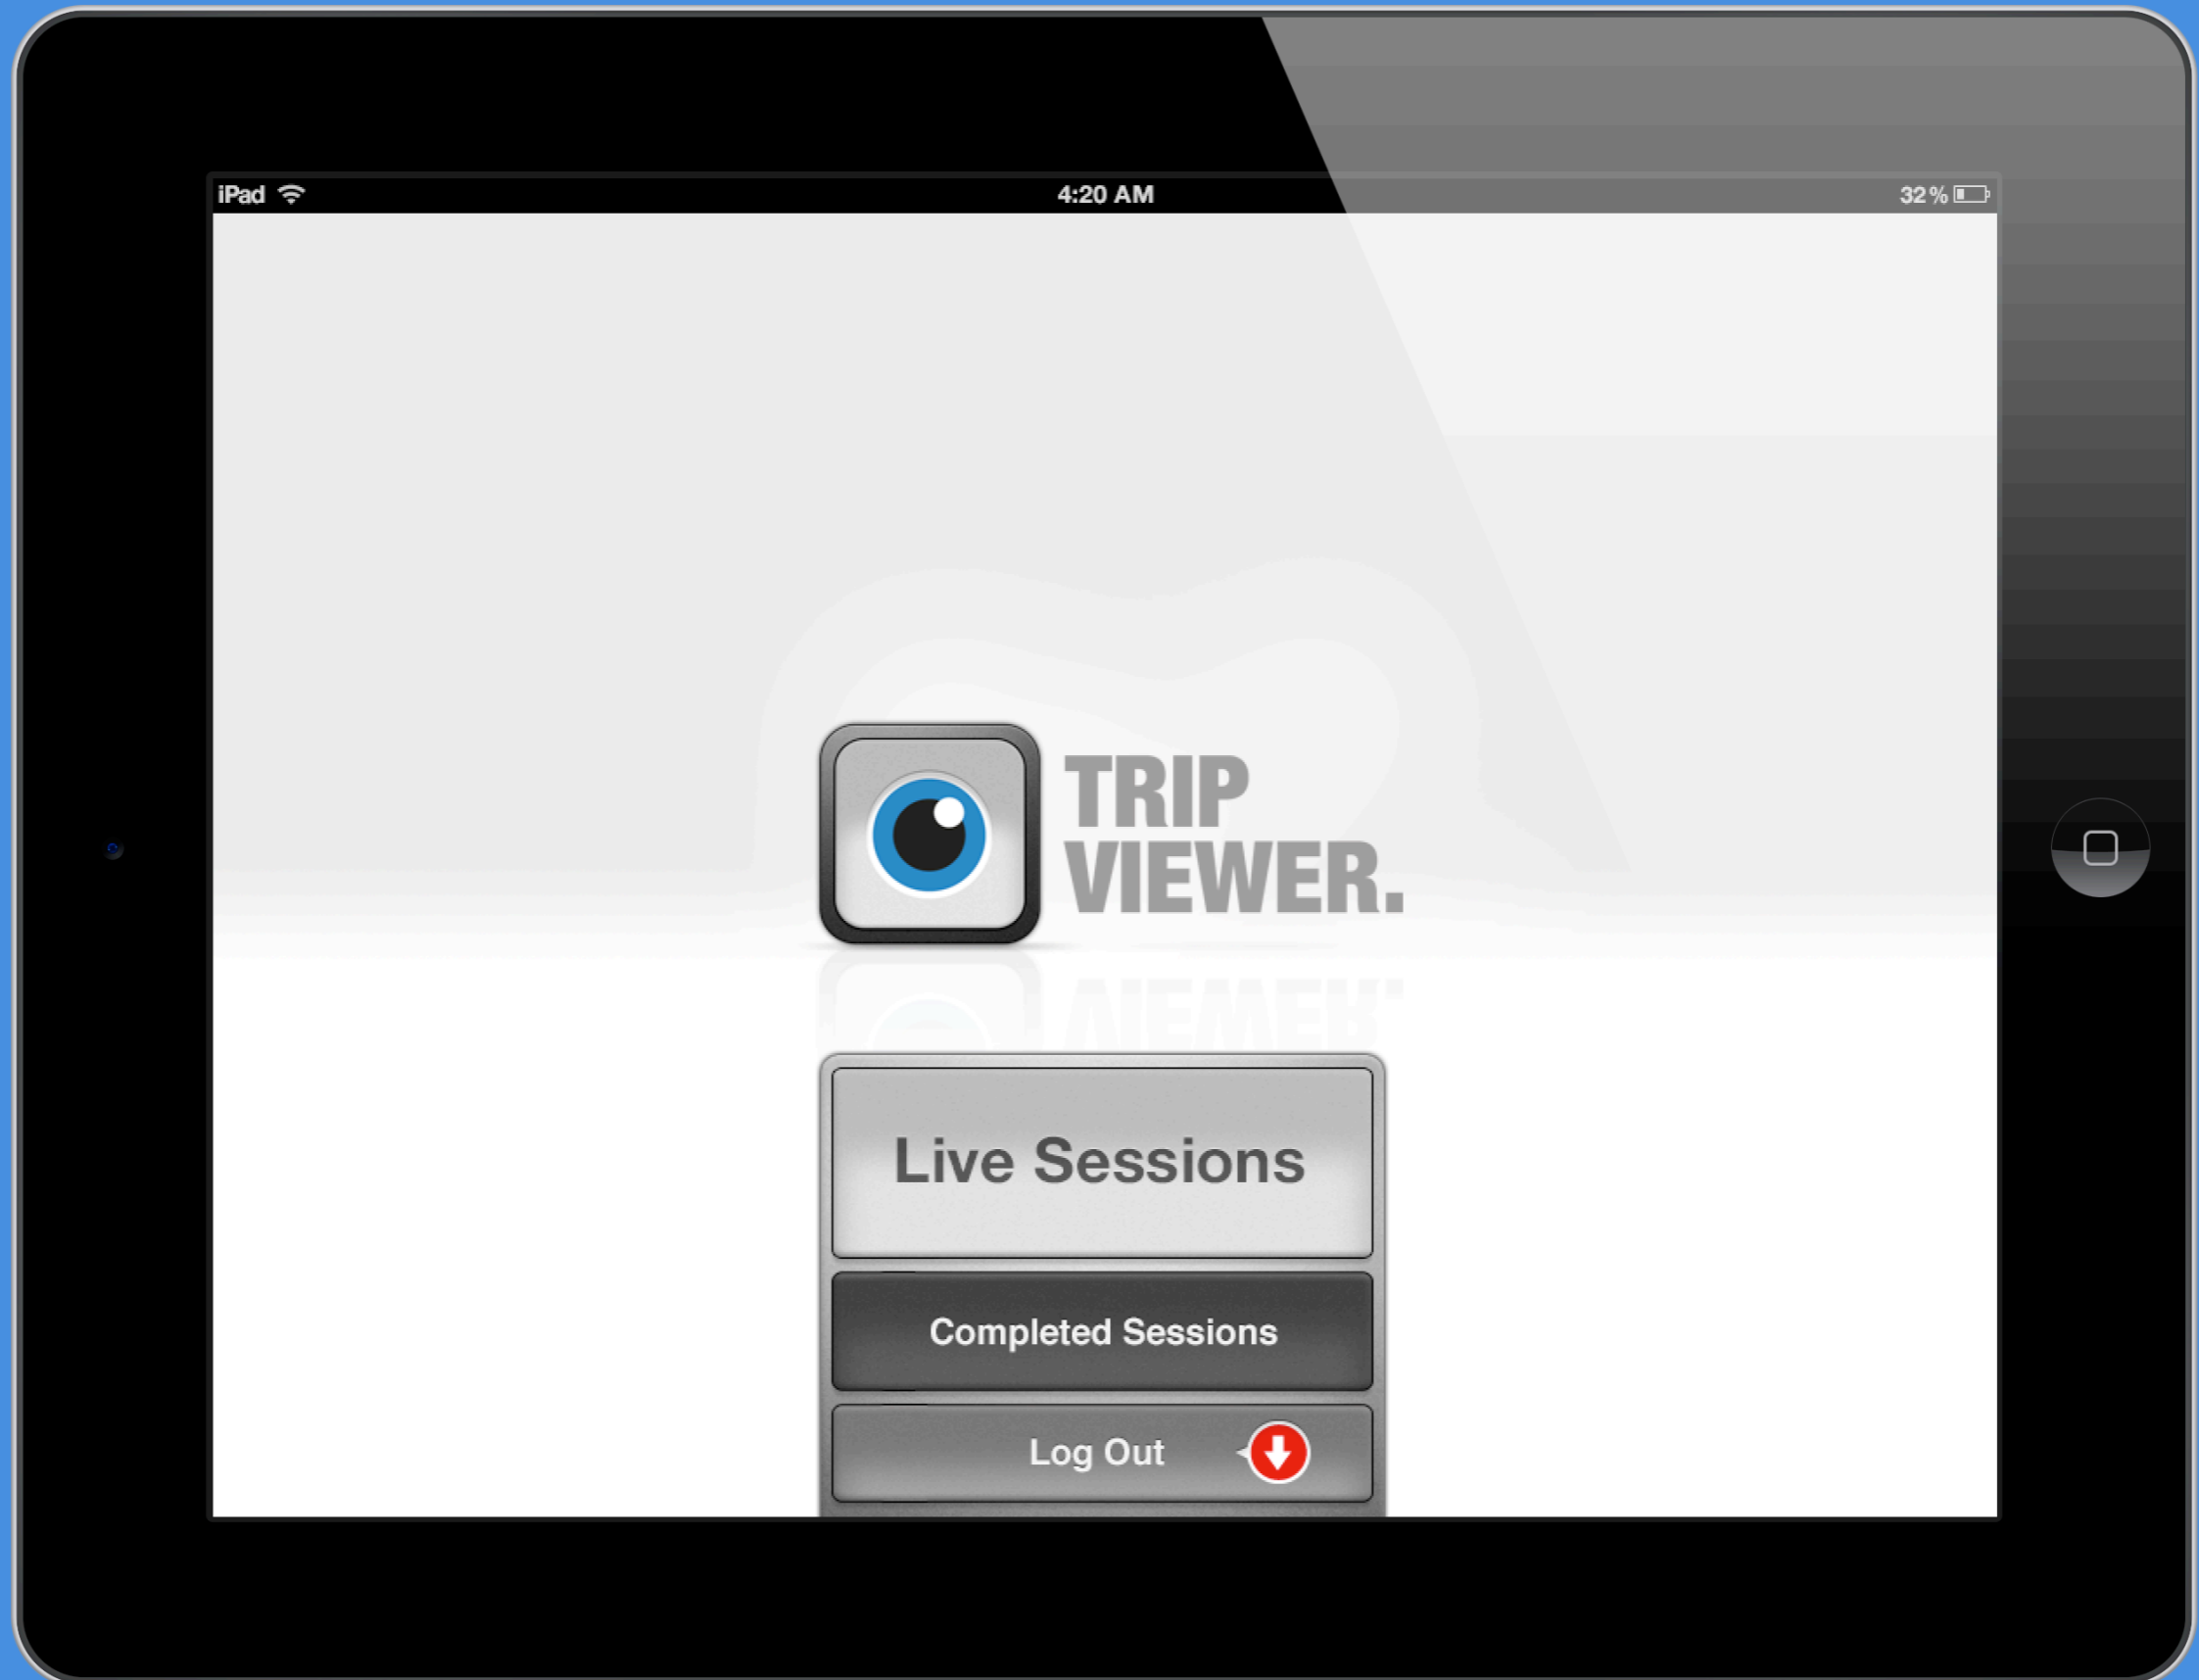 iPad
4:20 AM
32%
TRIP
VIEWER.
Live Sessions
Completed Sessions
Log Out